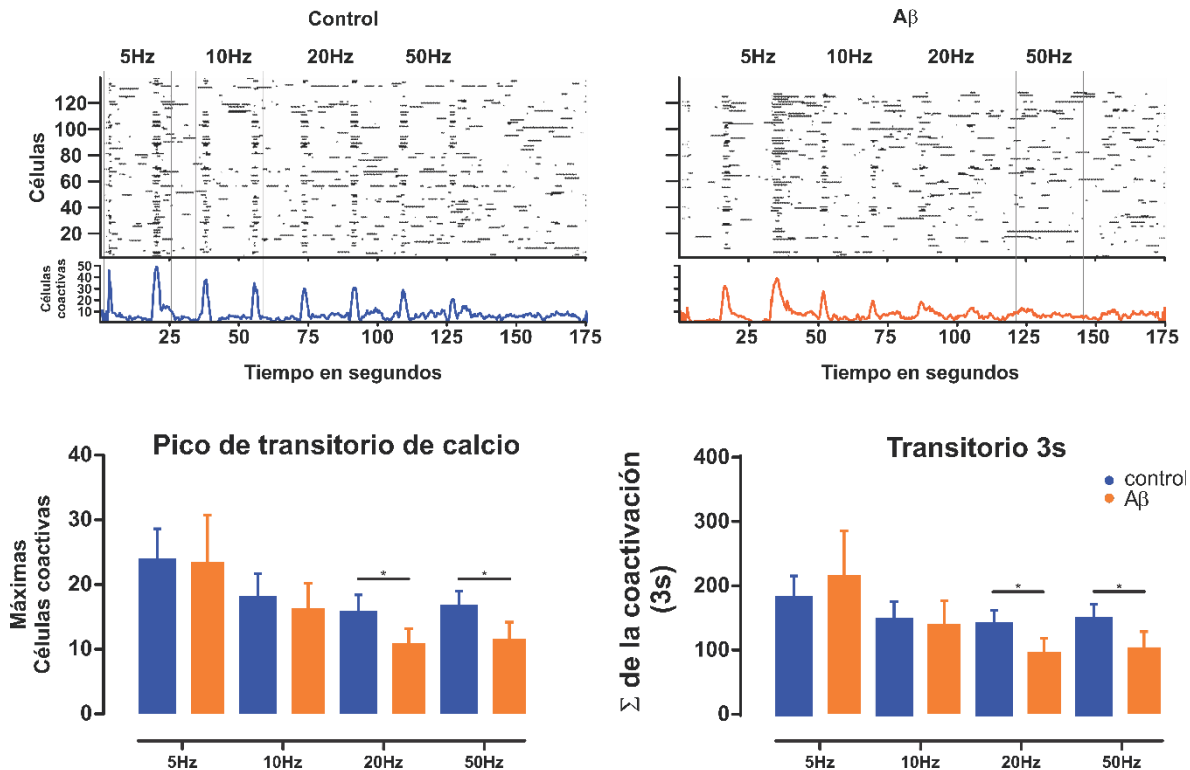 Control
Aβ
5Hz 10Hz 20Hz 50Hz
5Hz 10Hz 20Hz 50Hz
Células
120
100
80
60
40
20
Células
coactivas
50
40
30
20
10
25 50 75 100 125 150 175
25 50 75 100 125 150 175
Tiempo en segundos
Tiempo en segundos
Pico de transitorio de calcio
Máximas
Células coactivas
40
30
20
10
0
*
*
5Hz 10Hz 20Hz 50Hz
Transitorio 3s
Σ de la coactivación
(3s)
400
300
200
100
0
control
Aβ
*
*
5Hz 10Hz 20Hz 50Hz